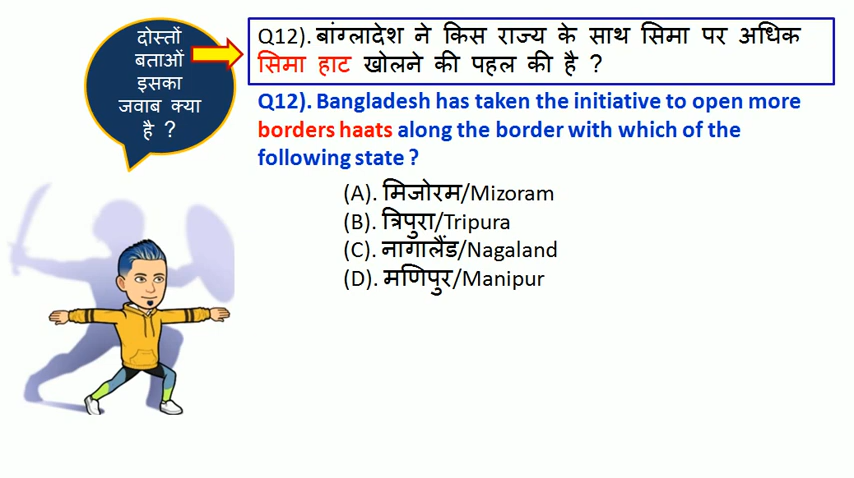 दोस्तों
बताओं
इसका
जवाब क्या
है ?
Q12). बांग्लादेश ने किस राज्य के साथ सिमा पर अधिक
सिमा हाट खोलने की पहल की है ?
Q12). Bangladesh has taken the initiative to open more
borders haats along the border with which of the
following state ?
(A). मिजोरम/Mizoram
(B). त्रिपुरा/Tripura
(C). नागालैंड/Nagaland
(D). मणिपुर/Manipur